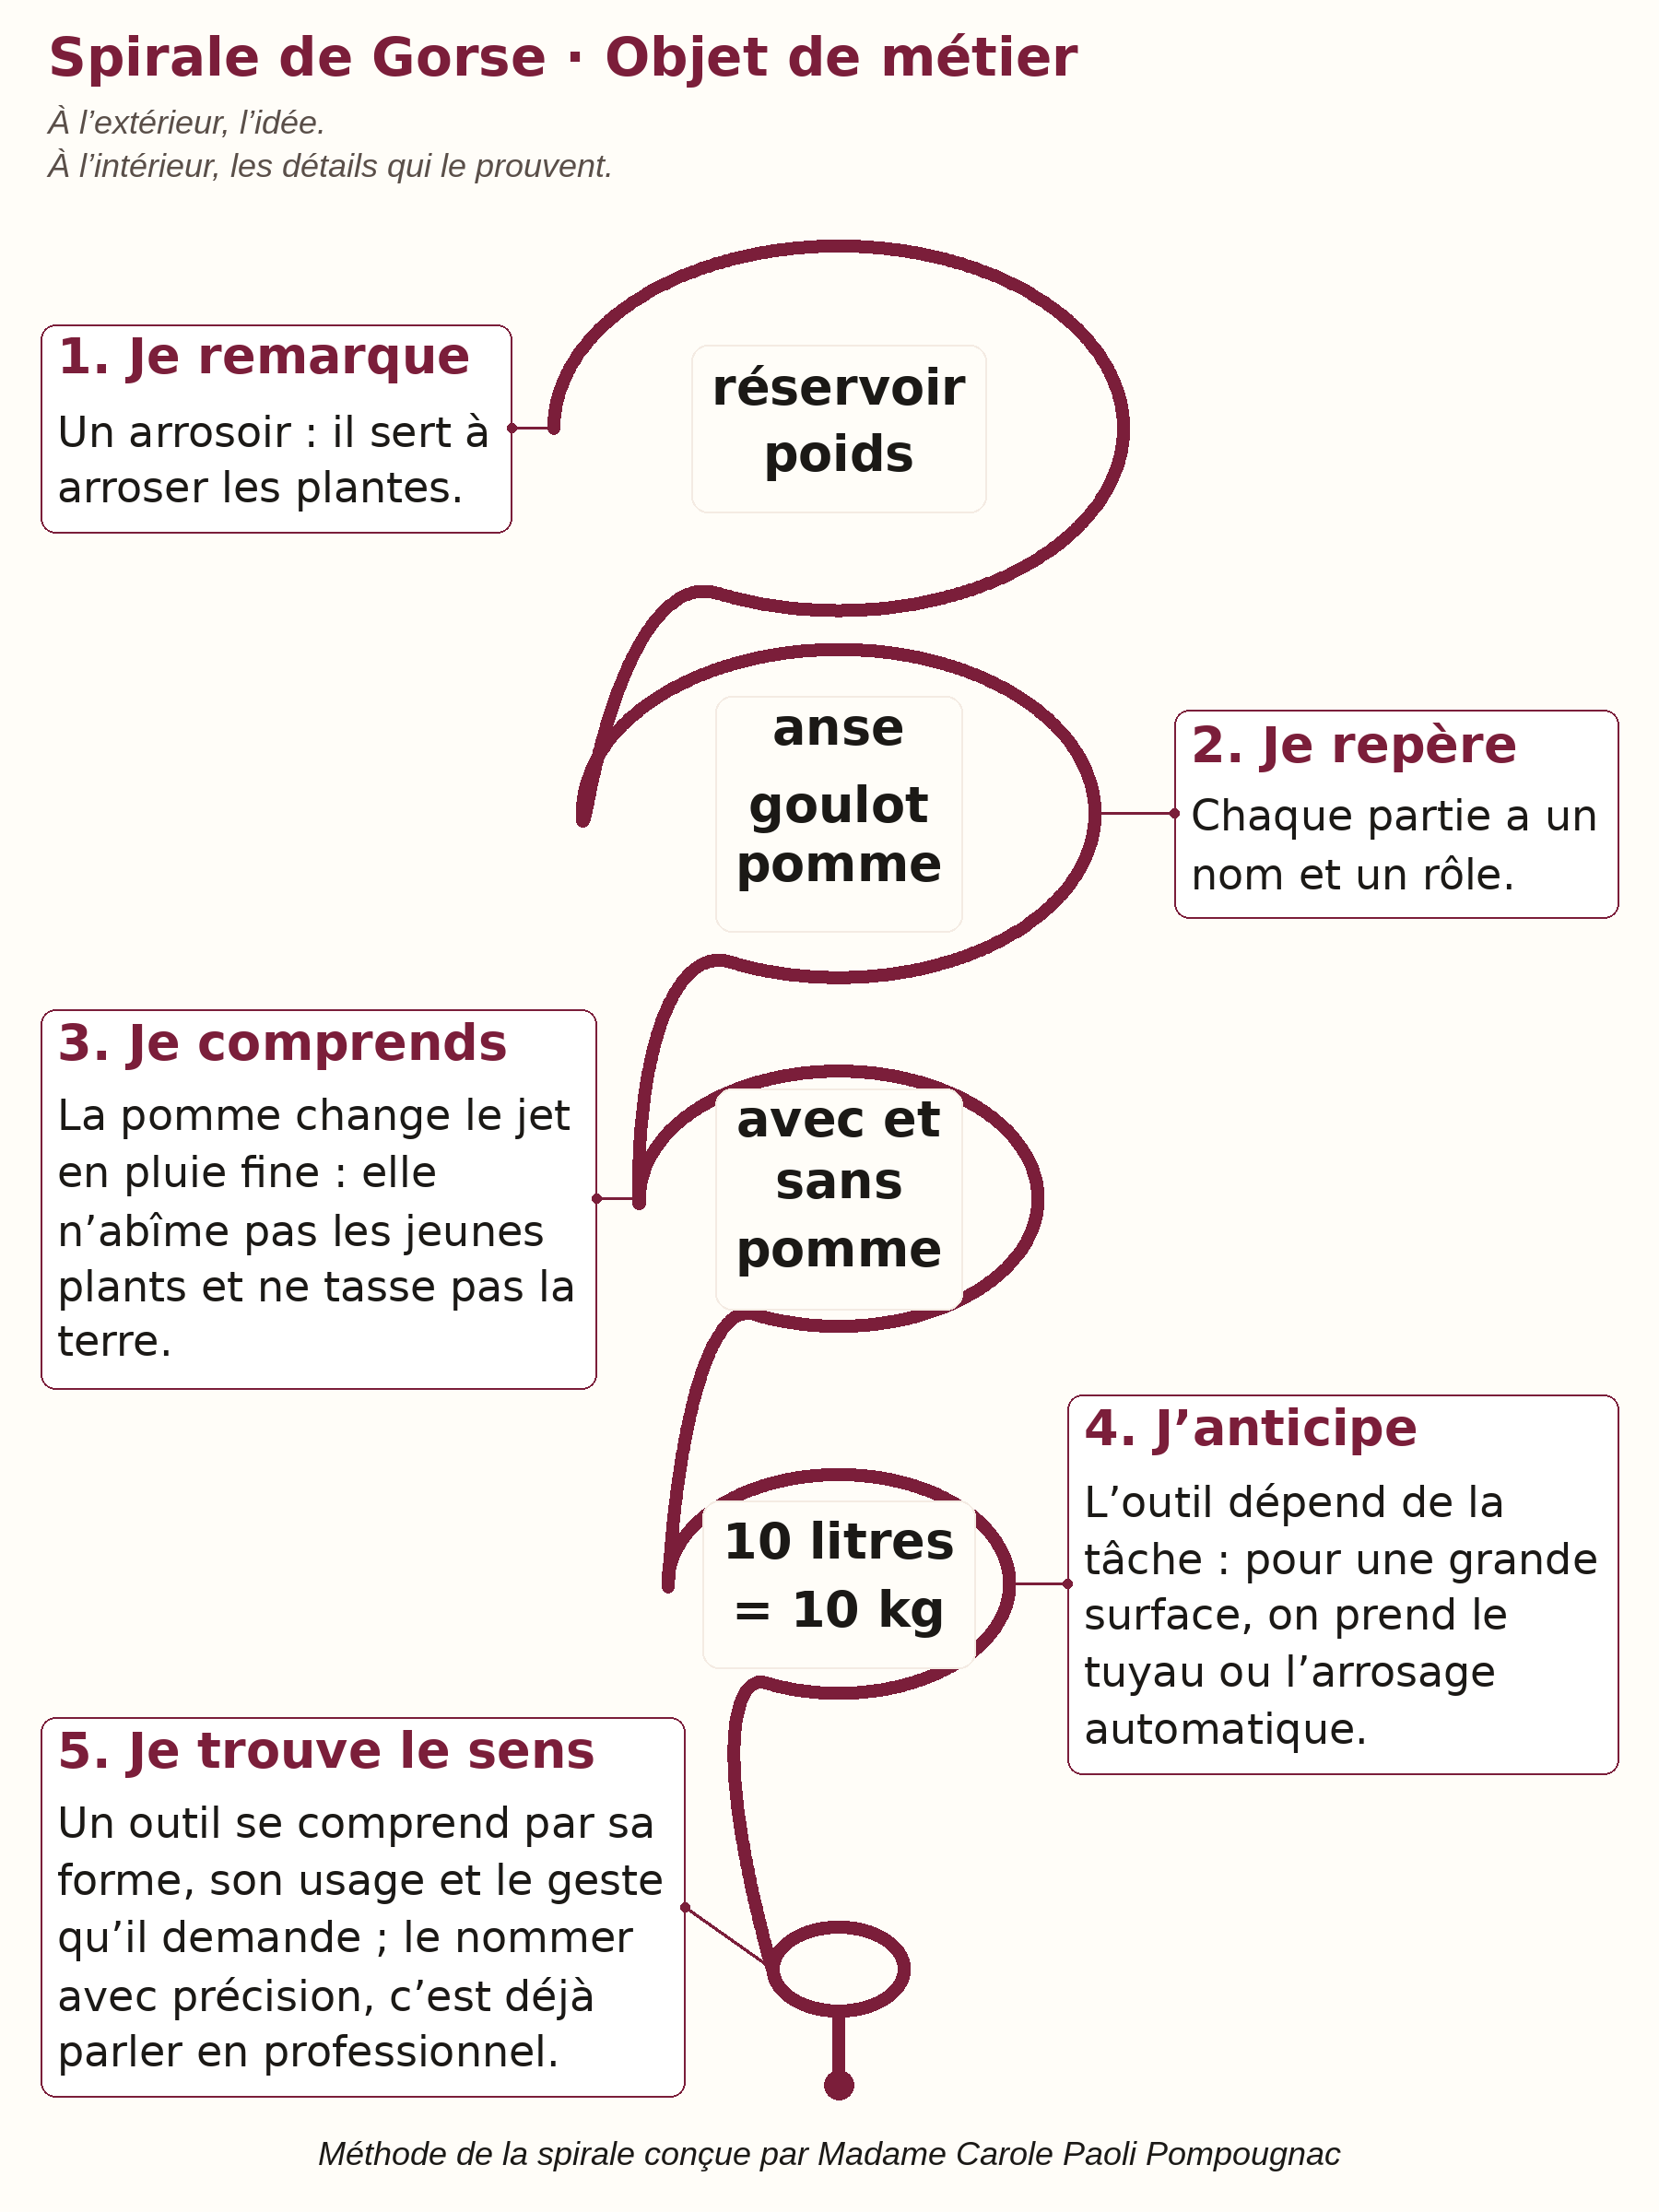 Spirale de Gorse · Objet de métier
À l’extérieur, l’idée.
À l’intérieur, les détails qui le prouvent.
1. Je remarque
Un arrosoir : il sert à
arroser les plantes.
réservoir
poids
anse
goulot
pomme
2. Je repère
Chaque partie a un
nom et un rôle.
3. Je comprends
La pomme change le jet
en pluie fine : elle
n’abîme pas les jeunes
plants et ne tasse pas la
terre.
avec et
sans
pomme
4. J’anticipe
L’outil dépend de la
tâche : pour une grande
surface, on prend le
tuyau ou l’arrosage
automatique.
10 litres
= 10 kg
5. Je trouve le sens
Un outil se comprend par sa
forme, son usage et le geste
qu’il demande ; le nommer
avec précision, c’est déjà
parler en professionnel.
Méthode de la spirale conçue par Madame Carole Paoli Pompougnac